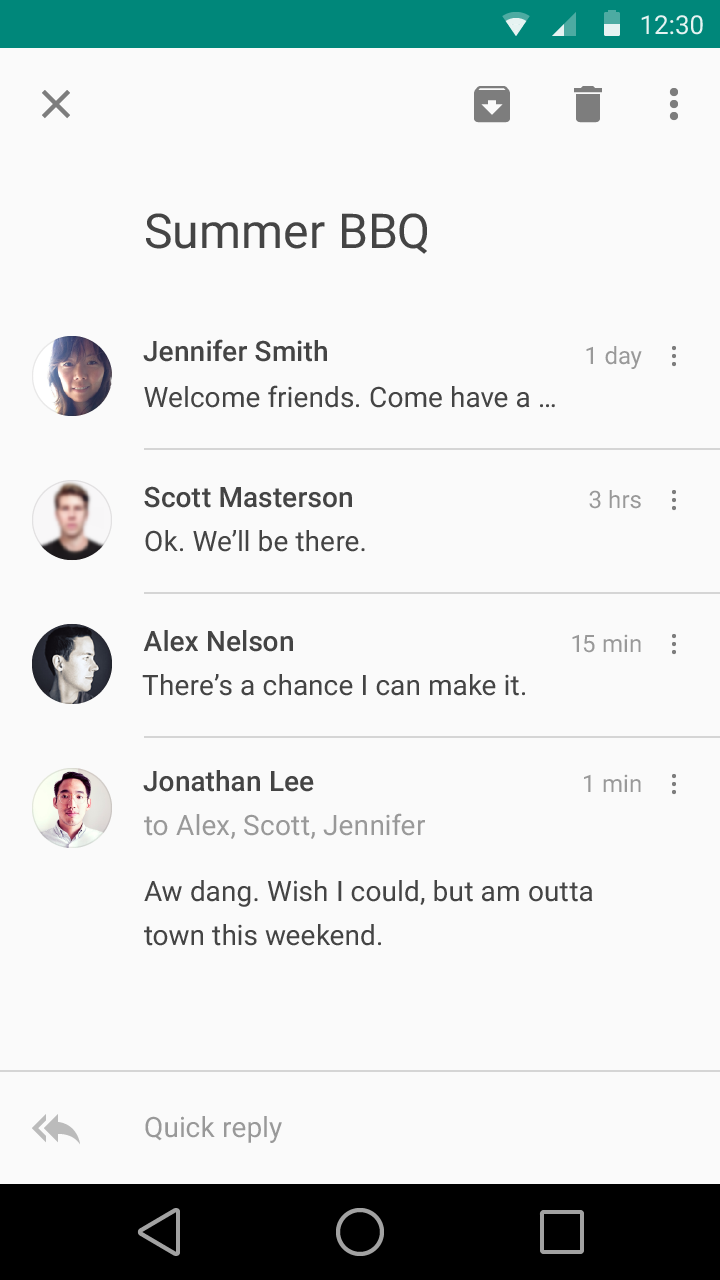 12:30
Summer BBQ
Jennifer Smith 1 day
Welcome friends. Come have a ...
Scott Masterson 3 hrs
Ok. We’ll be there.
Alex Nelson 15 min
There’s a chance I can make it.
Jonathan Lee 1 min
to Alex, Scott, Jennifer
Aw dang. Wish I could, but am outta
town this weekend.
Quick reply